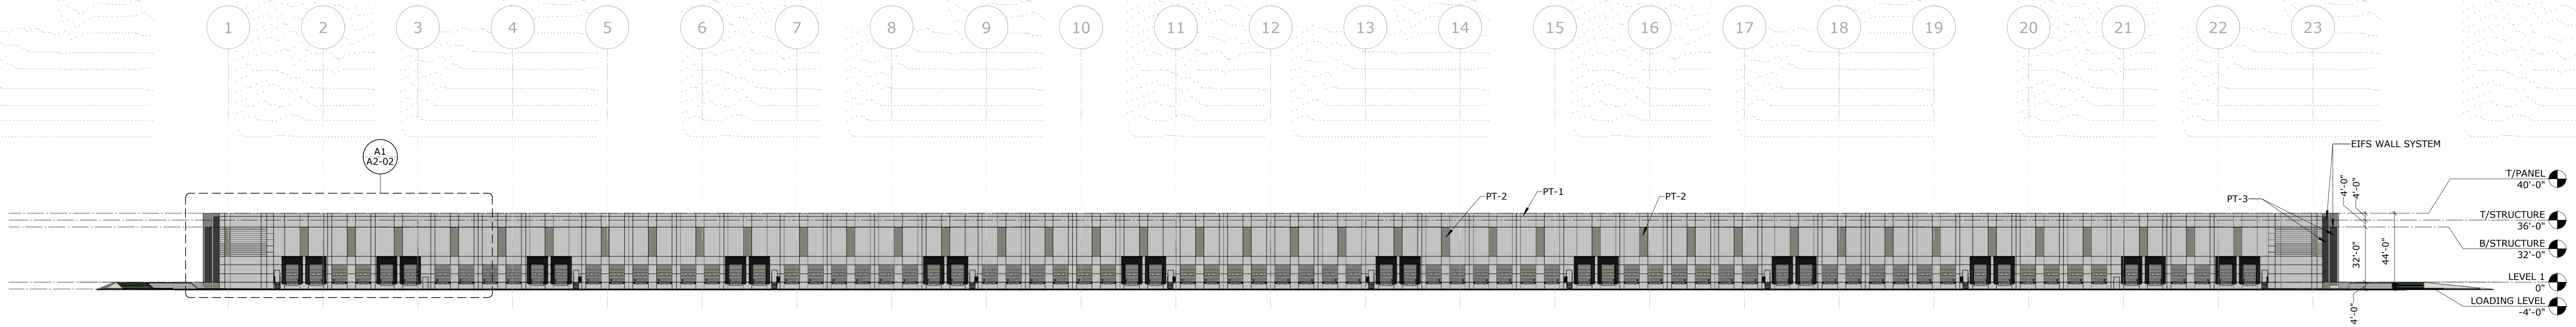 1 2 3 4 5 6 7 8 9 10 11 12 13 14 15 16 17 18 19 20 21 22 23
A1
A2-02
EIFS WALL SYSTEM
PT-2
PT-1
PT-2
PT-3
4'-0"
4'-0"
32'-0"
44'-0"
4'-0"
T/PANEL
40'-0"
T/STRUCTURE
36'-0"
B/STRUCTURE
32'-0"
LEVEL 1
0"
LOADING LEVEL
-4'-0"